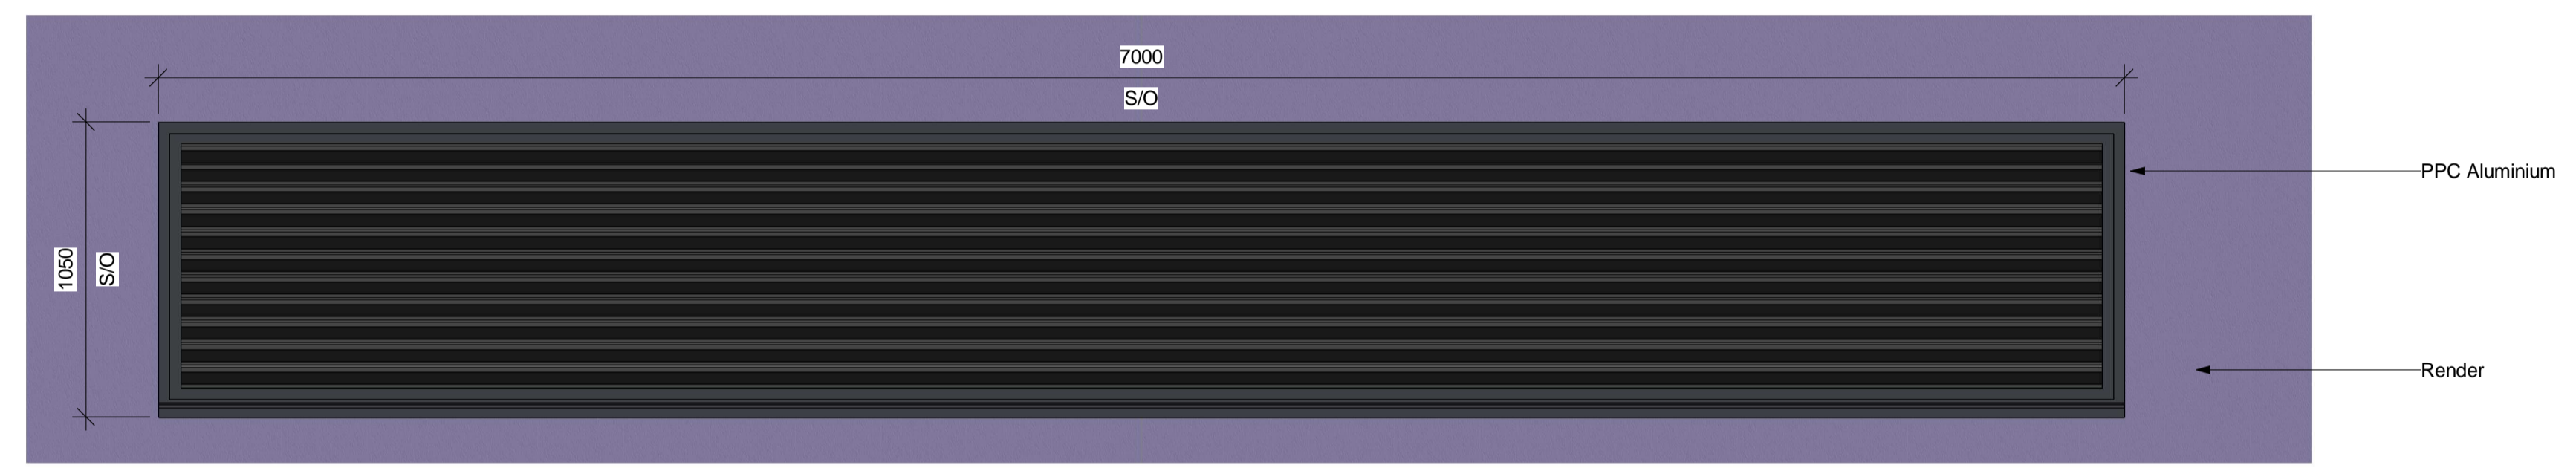 7000
S/O
PPC Aluminium
1050
S/O
Render